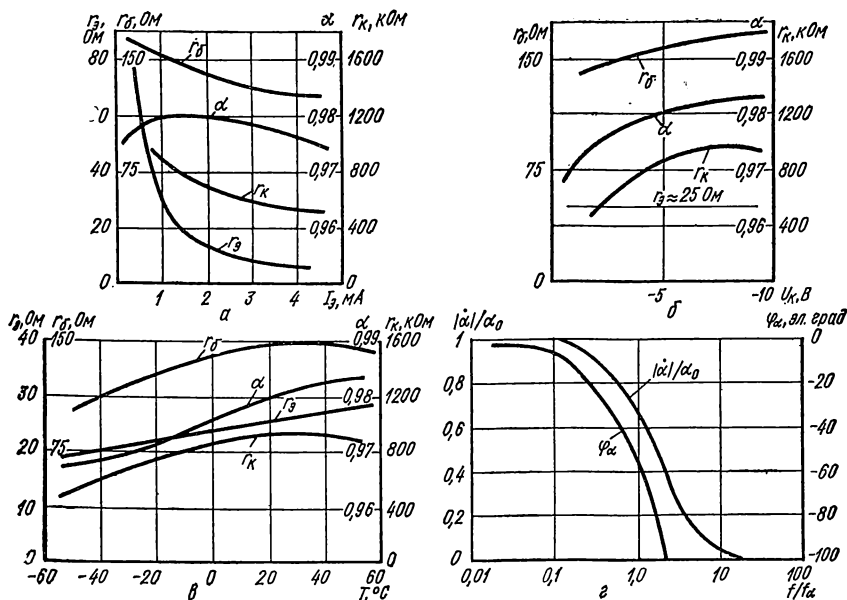 rэ, Ом rб, Ом α rк, кОм
80 150 0,99 1600
rб
60 0,98 1200
α
40 75 0,97 800
rк
20 0,96 400
rэ
0 0
1 2 3 4 Iэ, мА
а
rб, Ом α rк, кОм
150 0,99 1600
rб
0,98 1200
α
75 0,97 800
rк
rэ≈25 Ом
0,96 400
0 0
-5 -10 Uк, В
б
rэ, Ом rб, Ом α rк, кОм
40 150 0,99 1600
rб
30 α 0,98 1200
rэ
20 75 0,97 800
rк
10 0,96 400
0 0
-60 -40 -20 0 20 40 60
в T, °C
|α̇|/α₀ φα, эл. град
1 0
0,8 |α̇|/α₀ -20
0,6 -40
φα
0,4 -60
0,2 -80
0 -100
0,01 0,1 1,0 10 100
г f/fα